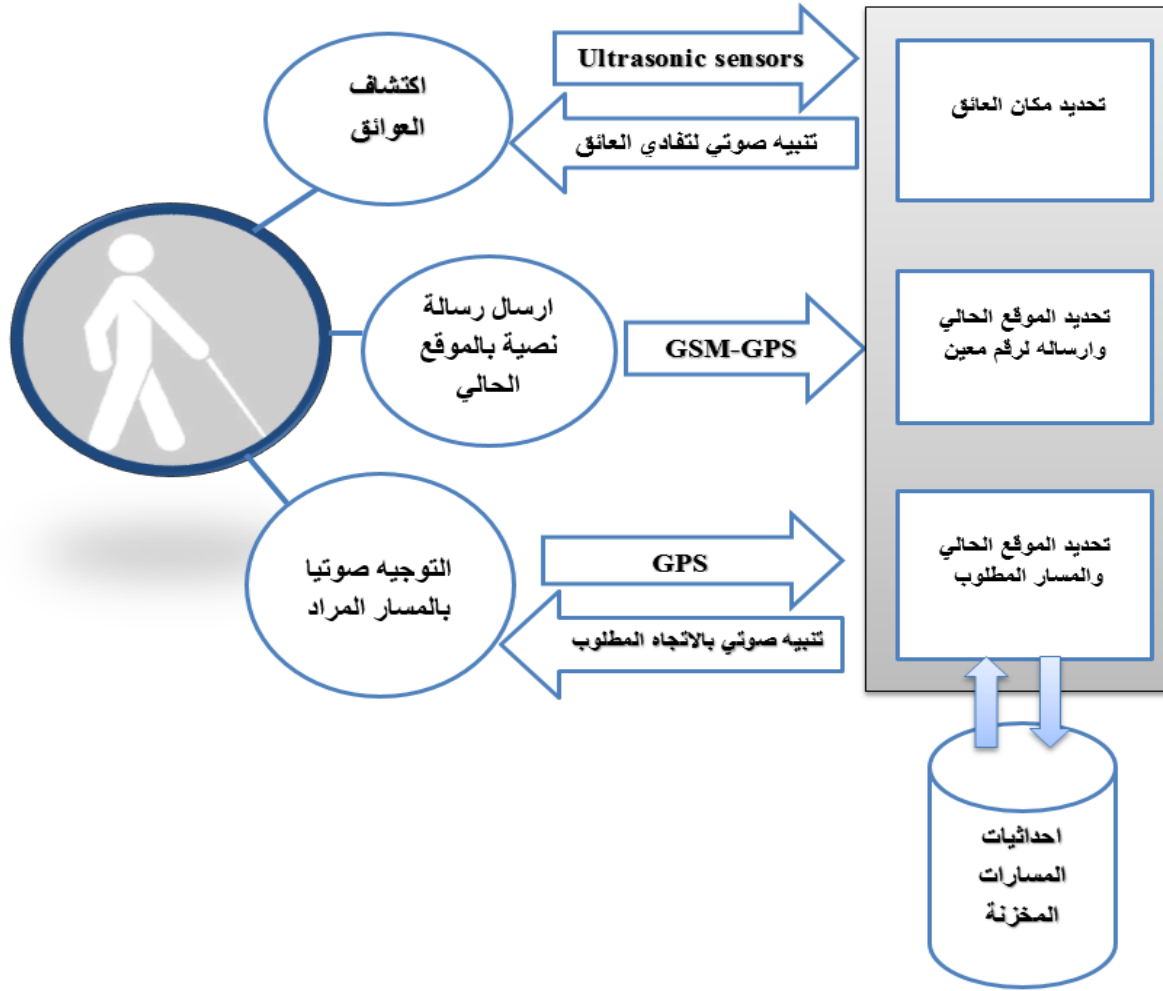 اكتشاف
العوائق
Ultrasonic sensors
تنبيه صوتي لتفادي العائق
تحديد مكان العائق
ارسال رسالة
نصية بالموقع
الحالي
GSM-GPS
تحديد الموقع الحالي
وارساله لرقم معين
التوجيه صوتيا
بالمسار المراد
GPS
تنبيه صوتي بالاتجاه المطلوب
تحديد الموقع الحالي
والمسار المطلوب
احداثيات
المسارات
المخزنة